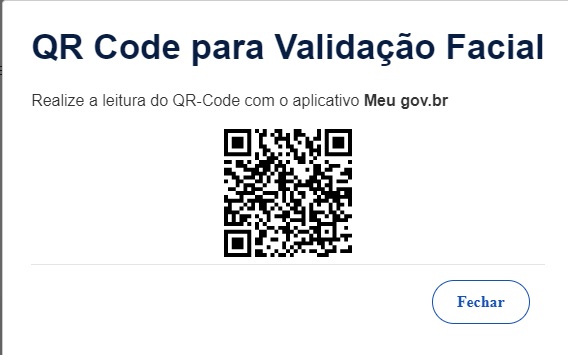 QR Code para Validação Facial
Realize a leitura do QR-Code com o aplicativo Meu gov.br
Fechar